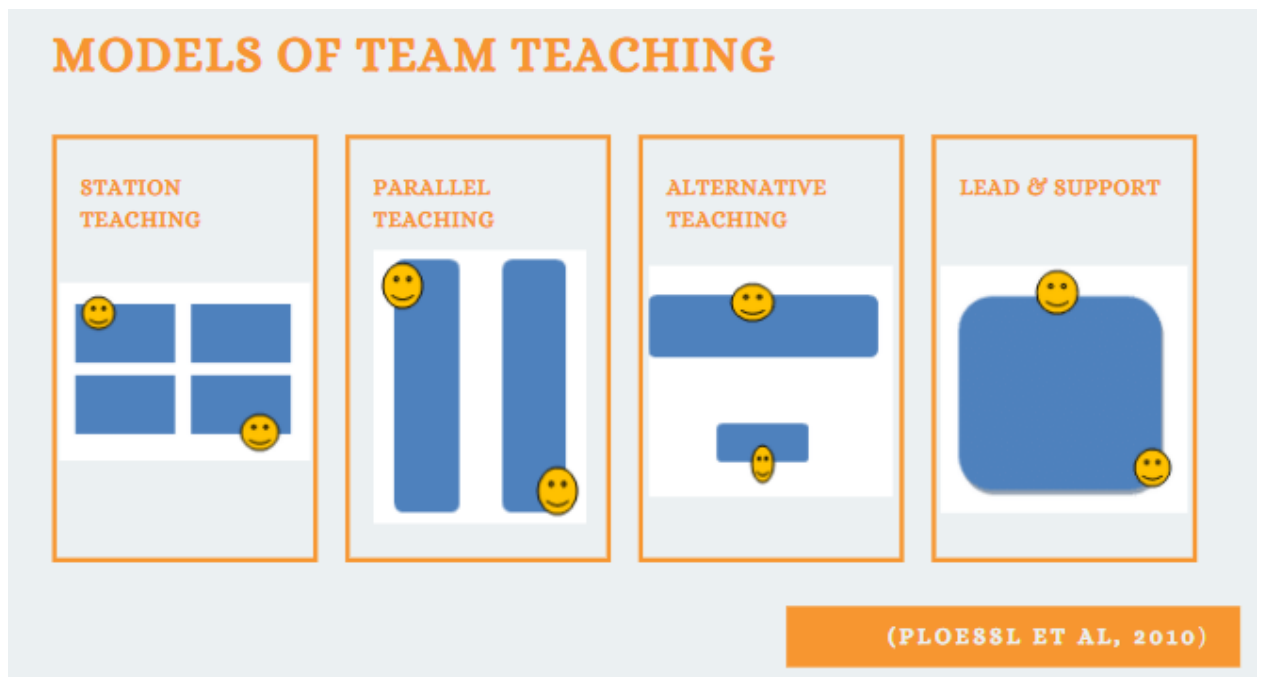 MODELS OF TEAM TEACHING
STATION
TEACHING
PARALLEL
TEACHING
ALTERNATIVE
TEACHING
LEAD & SUPPORT
(PLOESSL ET AL, 2010)